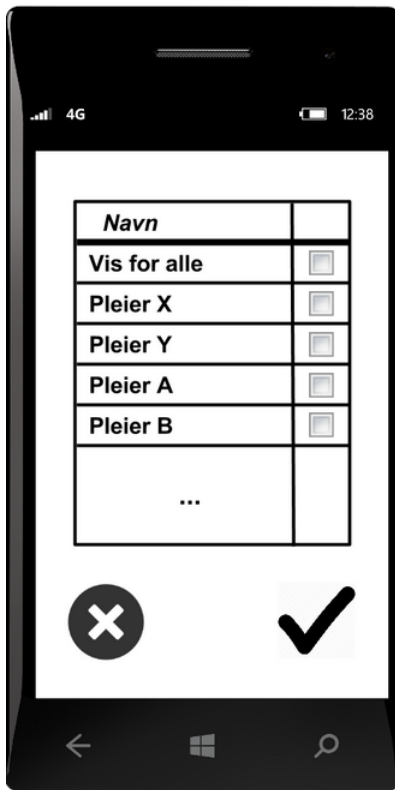 4G 12:38
Navn
Vis for alle
Pleier X
Pleier Y
Pleier A
Pleier B
...